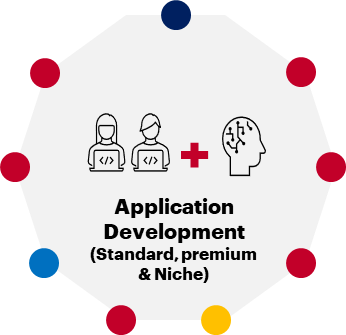 </>
</>
Application
Development
(Standard, premium
& Niche)